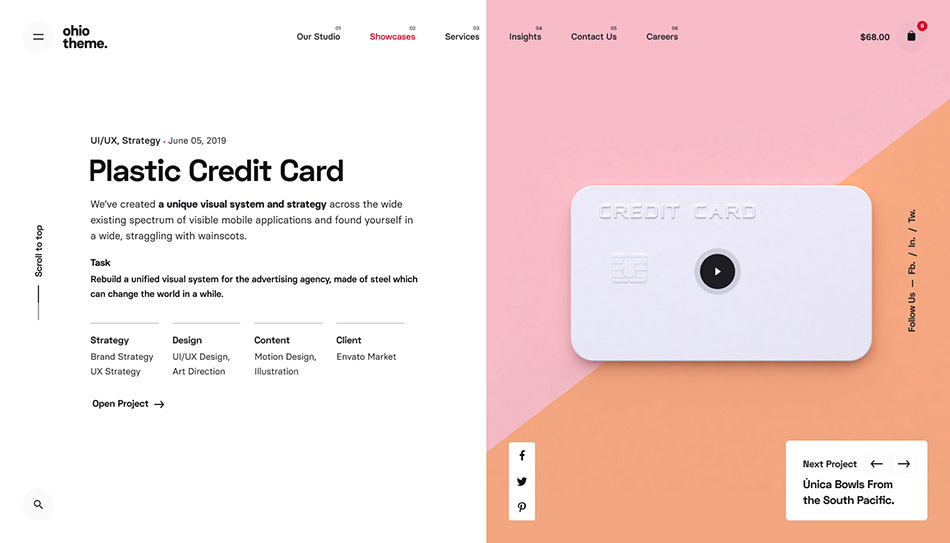 ohio
theme.
01
Our Studio
02
Showcases
03
Services
04
Insights
05
Contact Us
06
Careers
$68.00
6
UI/UX, Strategy • June 05, 2019
Plastic Credit Card
We've created a unique visual system and strategy across the wide
existing spectrum of visible mobile applications and found yourself in
a wide, straggling with wainscots.
Task
Rebuild a unified visual system for the advertising agency, made of steel which
can change the world in a while.
Strategy
Brand Strategy
UX Strategy
Design
UI/UX Design,
Art Direction
Content
Motion Design,
Illustration
Client
Envato Market
Open Project →
Scroll to top
CREDIT CARD
Follow Us — Fb. / In. / Tw.
Next Project ← →
Única Bowls From
the South Pacific.